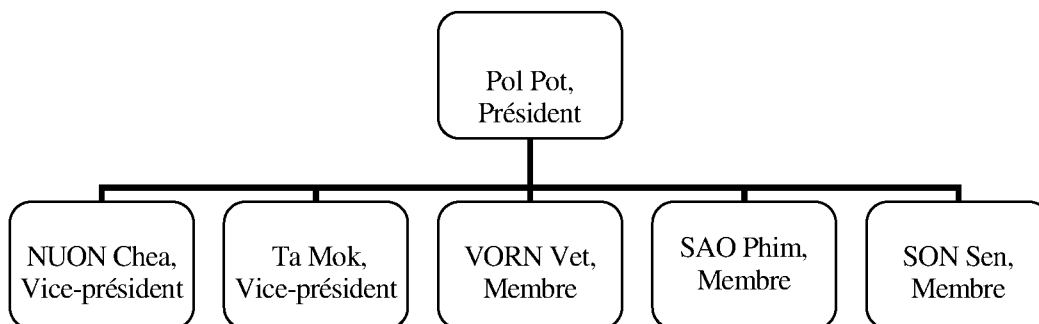 Pol Pot,
Président
NUON Chea,
Vice-président
Ta Mok,
Vice-président
VORN Vet,
Membre
SAO Phim,
Membre
SON Sen,
Membre